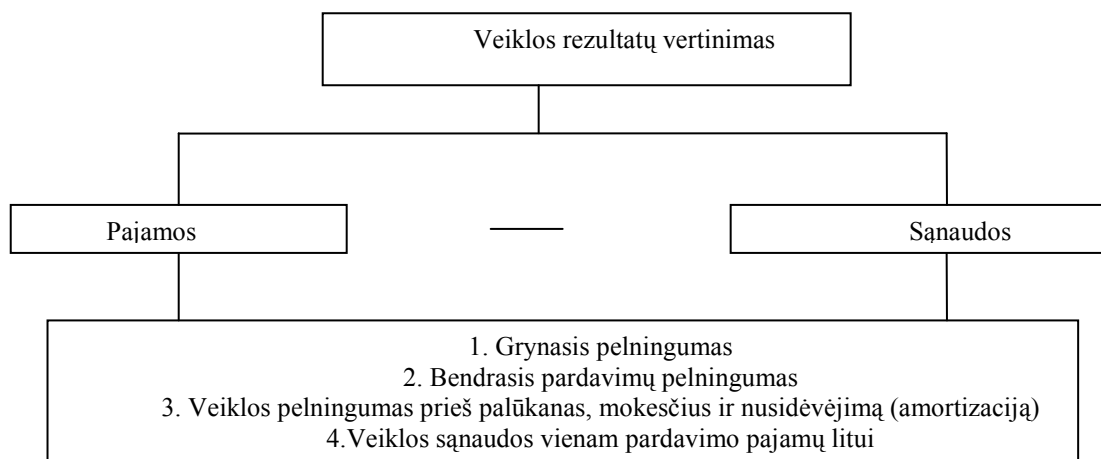 Veiklos rezultatų vertinimas
Pajamos
Sąnaudos
1. Grynasis pelningumas
2. Bendrasis pardavimų pelningumas
3. Veiklos pelningumas prieš palūkanas, mokesčius ir nusidėvėjimą (amortizaciją)
4.Veiklos sąnaudos vienam pardavimo pajamų litui